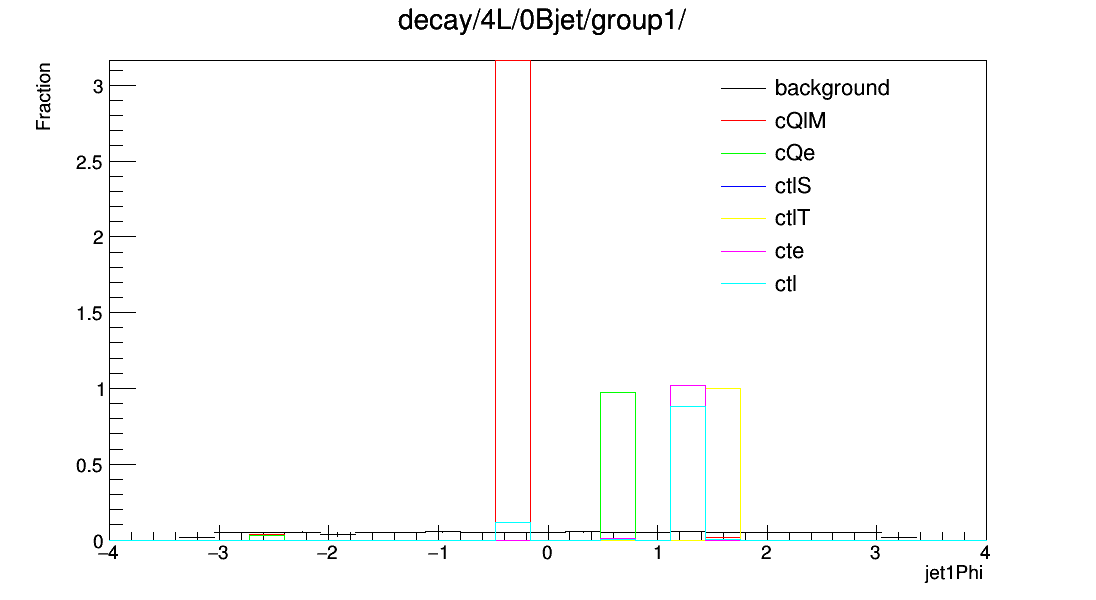 decay/4L/0Bjet/group1/
Fraction
3
2.5
2
1.5
1
0.5
0
background
cQlM
cQe
ctlS
ctlT
cte
ctl
−4 −3 −2 −1 0 1 2 3 4
jet1Phi